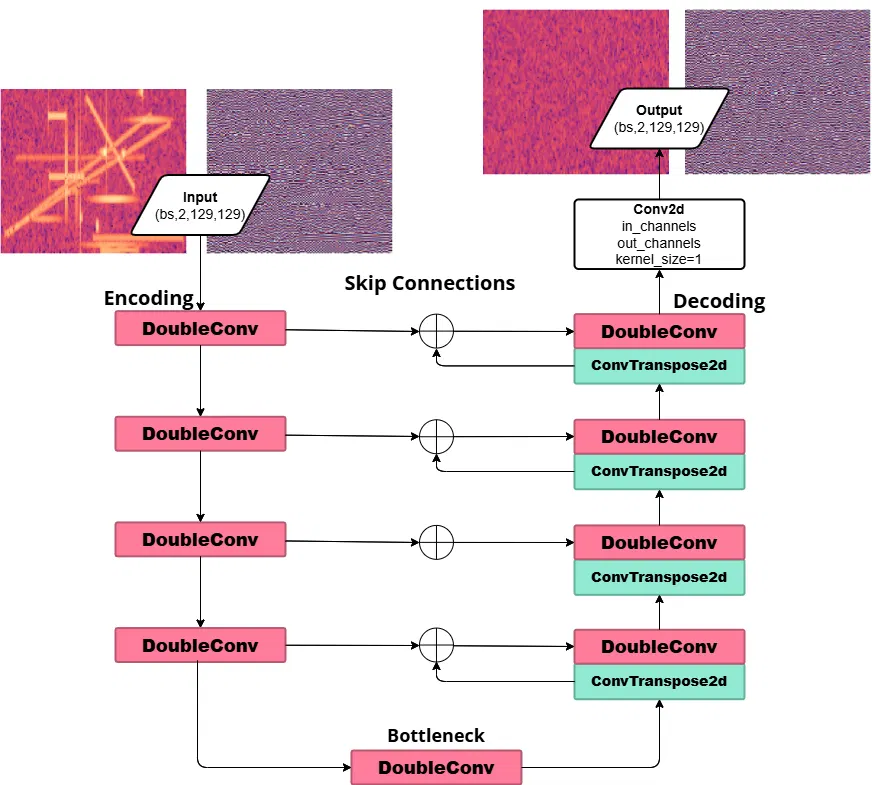 Output
(bs,2,129,129)
Input
(bs,2,129,129)
Conv2d
in_channels
out_channels
kernel_size=1
Skip Connections
Encoding
Decoding
DoubleConv
DoubleConv
ConvTranspose2d
DoubleConv
DoubleConv
ConvTranspose2d
DoubleConv
DoubleConv
ConvTranspose2d
DoubleConv
DoubleConv
ConvTranspose2d
Bottleneck
DoubleConv